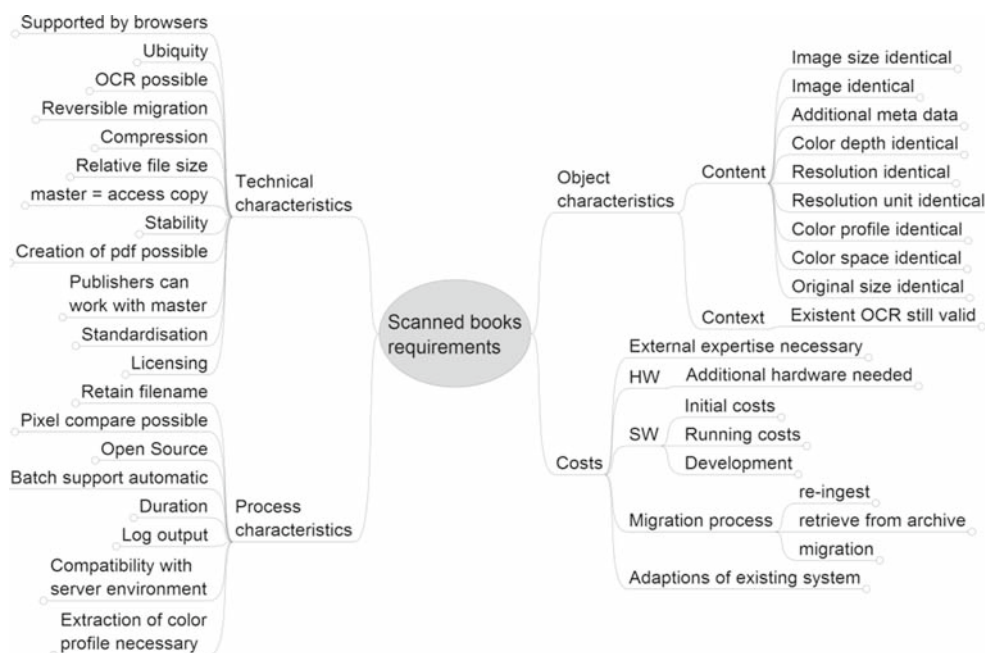 Supported by browsers
Ubiquity
OCR possible
Reversible migration
Compression
Relative file size
master = access copy
Stability
Creation of pdf possible
Publishers can
work with master
Standardisation
Licensing
Technical
characteristics
Retain filename
Pixel compare possible
Open Source
Batch support automatic
Duration
Log output
Compatibility with
server environment
Extraction of color
profile necessary
Process
characteristics
Scanned books
requirements
Object
characteristics
Content
Image size identical
Image identical
Additional meta data
Color depth identical
Resolution identical
Resolution unit identical
Color profile identical
Color space identical
Original size identical
Context
Existent OCR still valid
Costs
External expertise necessary
HW
Additional hardware needed
SW
Initial costs
Running costs
Development
Migration process
re-ingest
retrieve from archive
migration
Adaptions of existing system